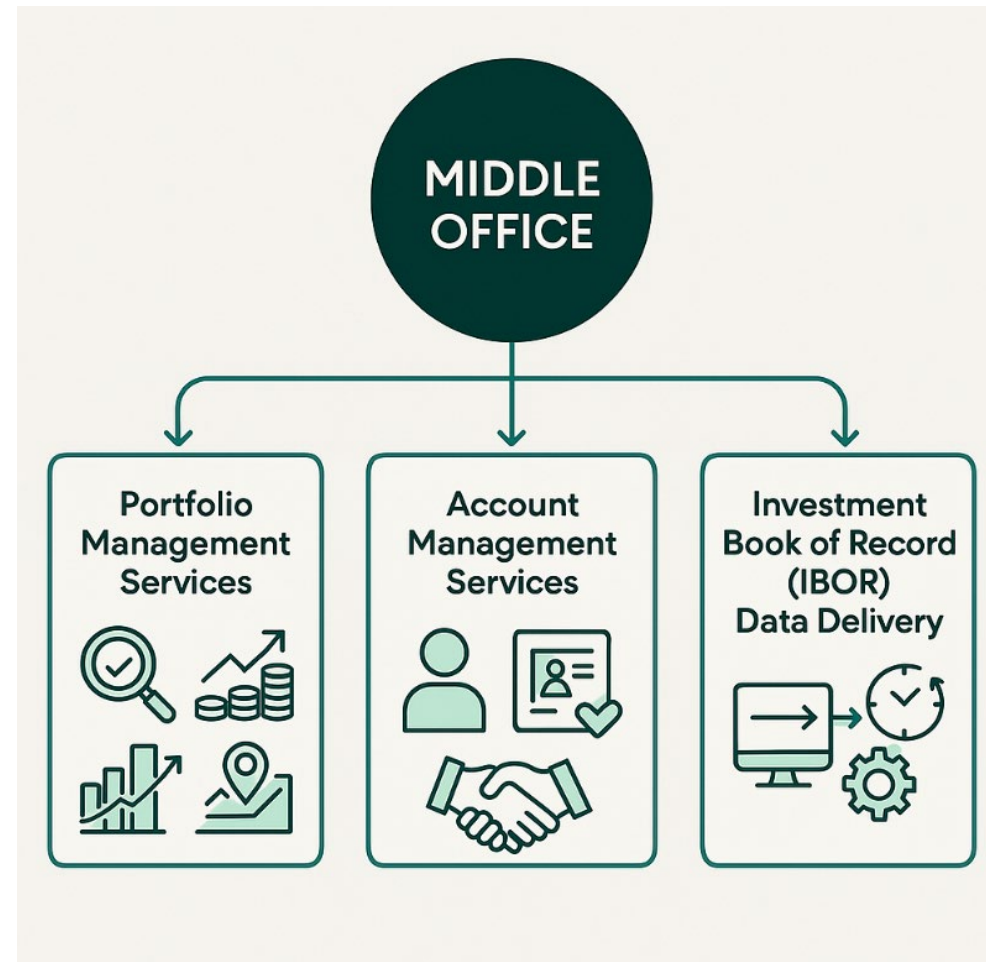 MIDDLE
OFFICE
Portfolio
Management
Services
Account
Management
Services
Investment
Book of Record
(IBOR)
Data Delivery